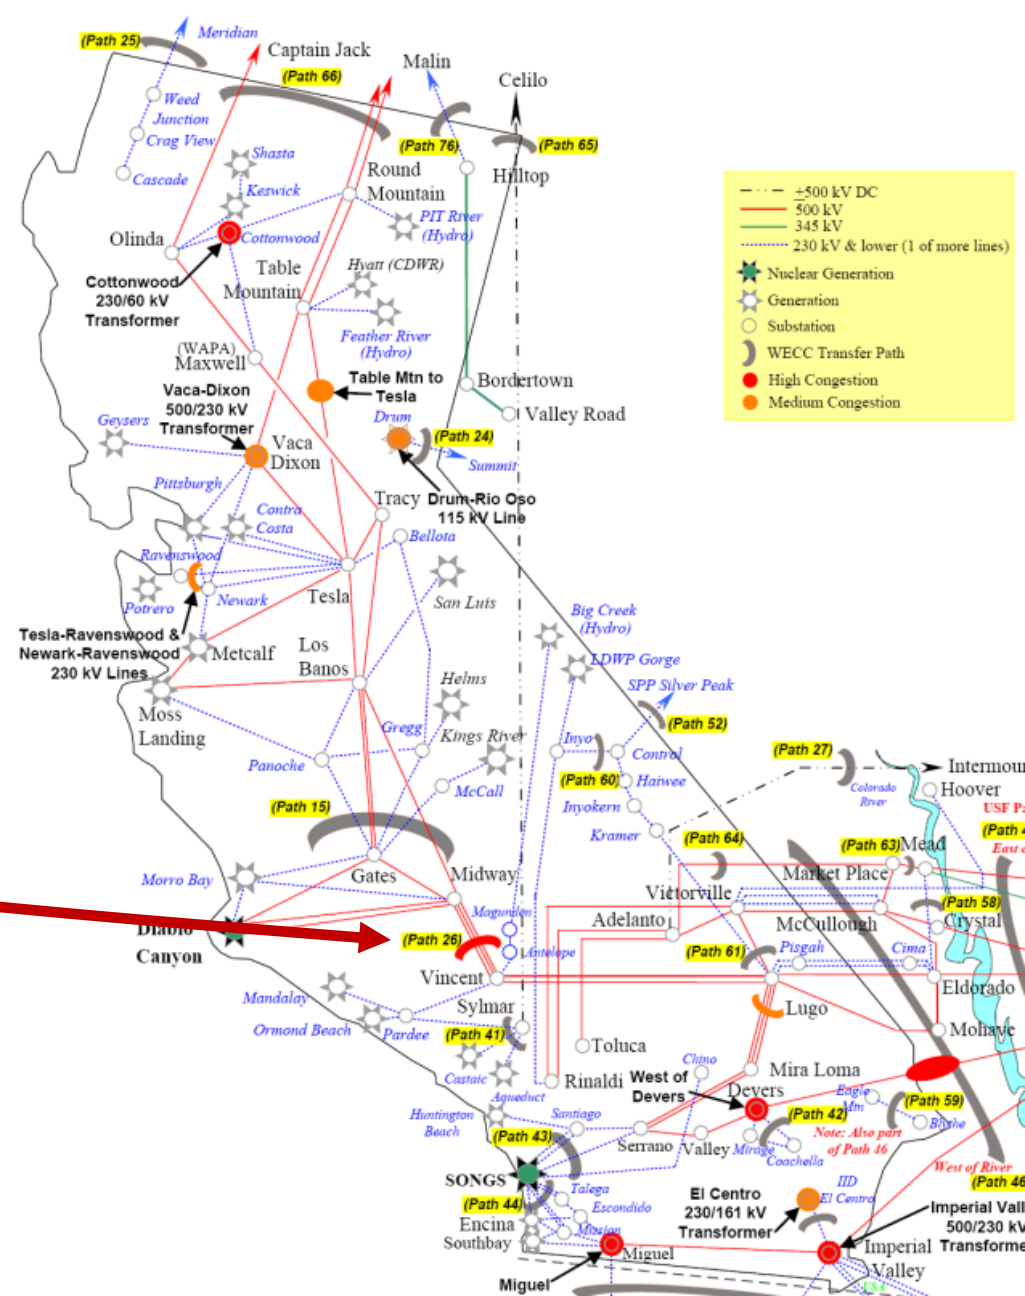 Meridian
(Path 25)
Captain Jack
(Path 66)
Malin
Celilo
Weed
Junction
Crag View
Cascade
(Path 76)
(Path 65)
Shasta
Keswick
Round
Mountain
Hilltop
PIT River
(Hydro)
Olinda
Cottonwood
Cottonwood
230/60 kV
Transformer
Table
Mountain
Hyatt (CDWR)
Feather River
(Hydro)
(WAPA)
Maxwell
+500 kV DC
500 kV
345 kV
230 kV & lower (1 of more lines)
Nuclear Generation
Generation
Substation
WECC Transfer Path
High Congestion
Medium Congestion
Vaca-Dixon
500/230 kV
Transformer
Table Mtn to
Tesla
Bordertown
Valley Road
Geysers
Drum
(Path 24)
Summit
Vaca
Dixon
Pittsburgh
Drum-Rio Oso
115 kV Line
Tracy
Contra
Costa
Bellota
Ravenswood
Potrero
Newark
Tesla
San Luis
Tesla-Ravenswood &
Newark-Ravenswood
230 kV Lines
Metcalf
Los
Banos
Big Creek
(Hydro)
LDWP Gorge
SPP Silver Peak
(Path 52)
Moss
Landing
Helms
Gregg
Kings River
Panoche
McCall
Inyo
Control
(Path 60)
Haiwee
Inyokern
Kramer
(Path 27)
Colorado
River
Intermoun
Hoover
USF Pa
(Path 4
East o
(Path 15)
Gates
Midway
(Path 64)
(Path 63)
Mead
Market Place
Morro Bay
Victorville
(Path 58)
Crystal
Magunden
Adelanto
McCullough
Diablo
Canyon
(Path 26)
Antelope
(Path 61)
Pisgah
Cima
Vincent
Eldorado
Mandalay
Ormond Beach
Pardee
Sylmar
(Path 41)
Lugo
Mohave
Castaic
Toluca
Chino
Aqueduct
Rinaldi
West of
Devers
Mira Loma
Devers
Eagle
Mtn
(Path 59)
Blythe
Huntington
Beach
Santiago
(Path 42)
(Path 43)
Serrano
Valley
Mirage
Coachella
Note: Also part
of Path 46
West of River
(Path 46
SONGS
(Path 44)
Talega
Escondido
El Centro
230/161 kV
Transformer
IID
El Centro
Encina
Southbay
Mission
Miguel
Miguel
Imperial Vall
500/230 kV
Transforme
Imperial
Valley
USA